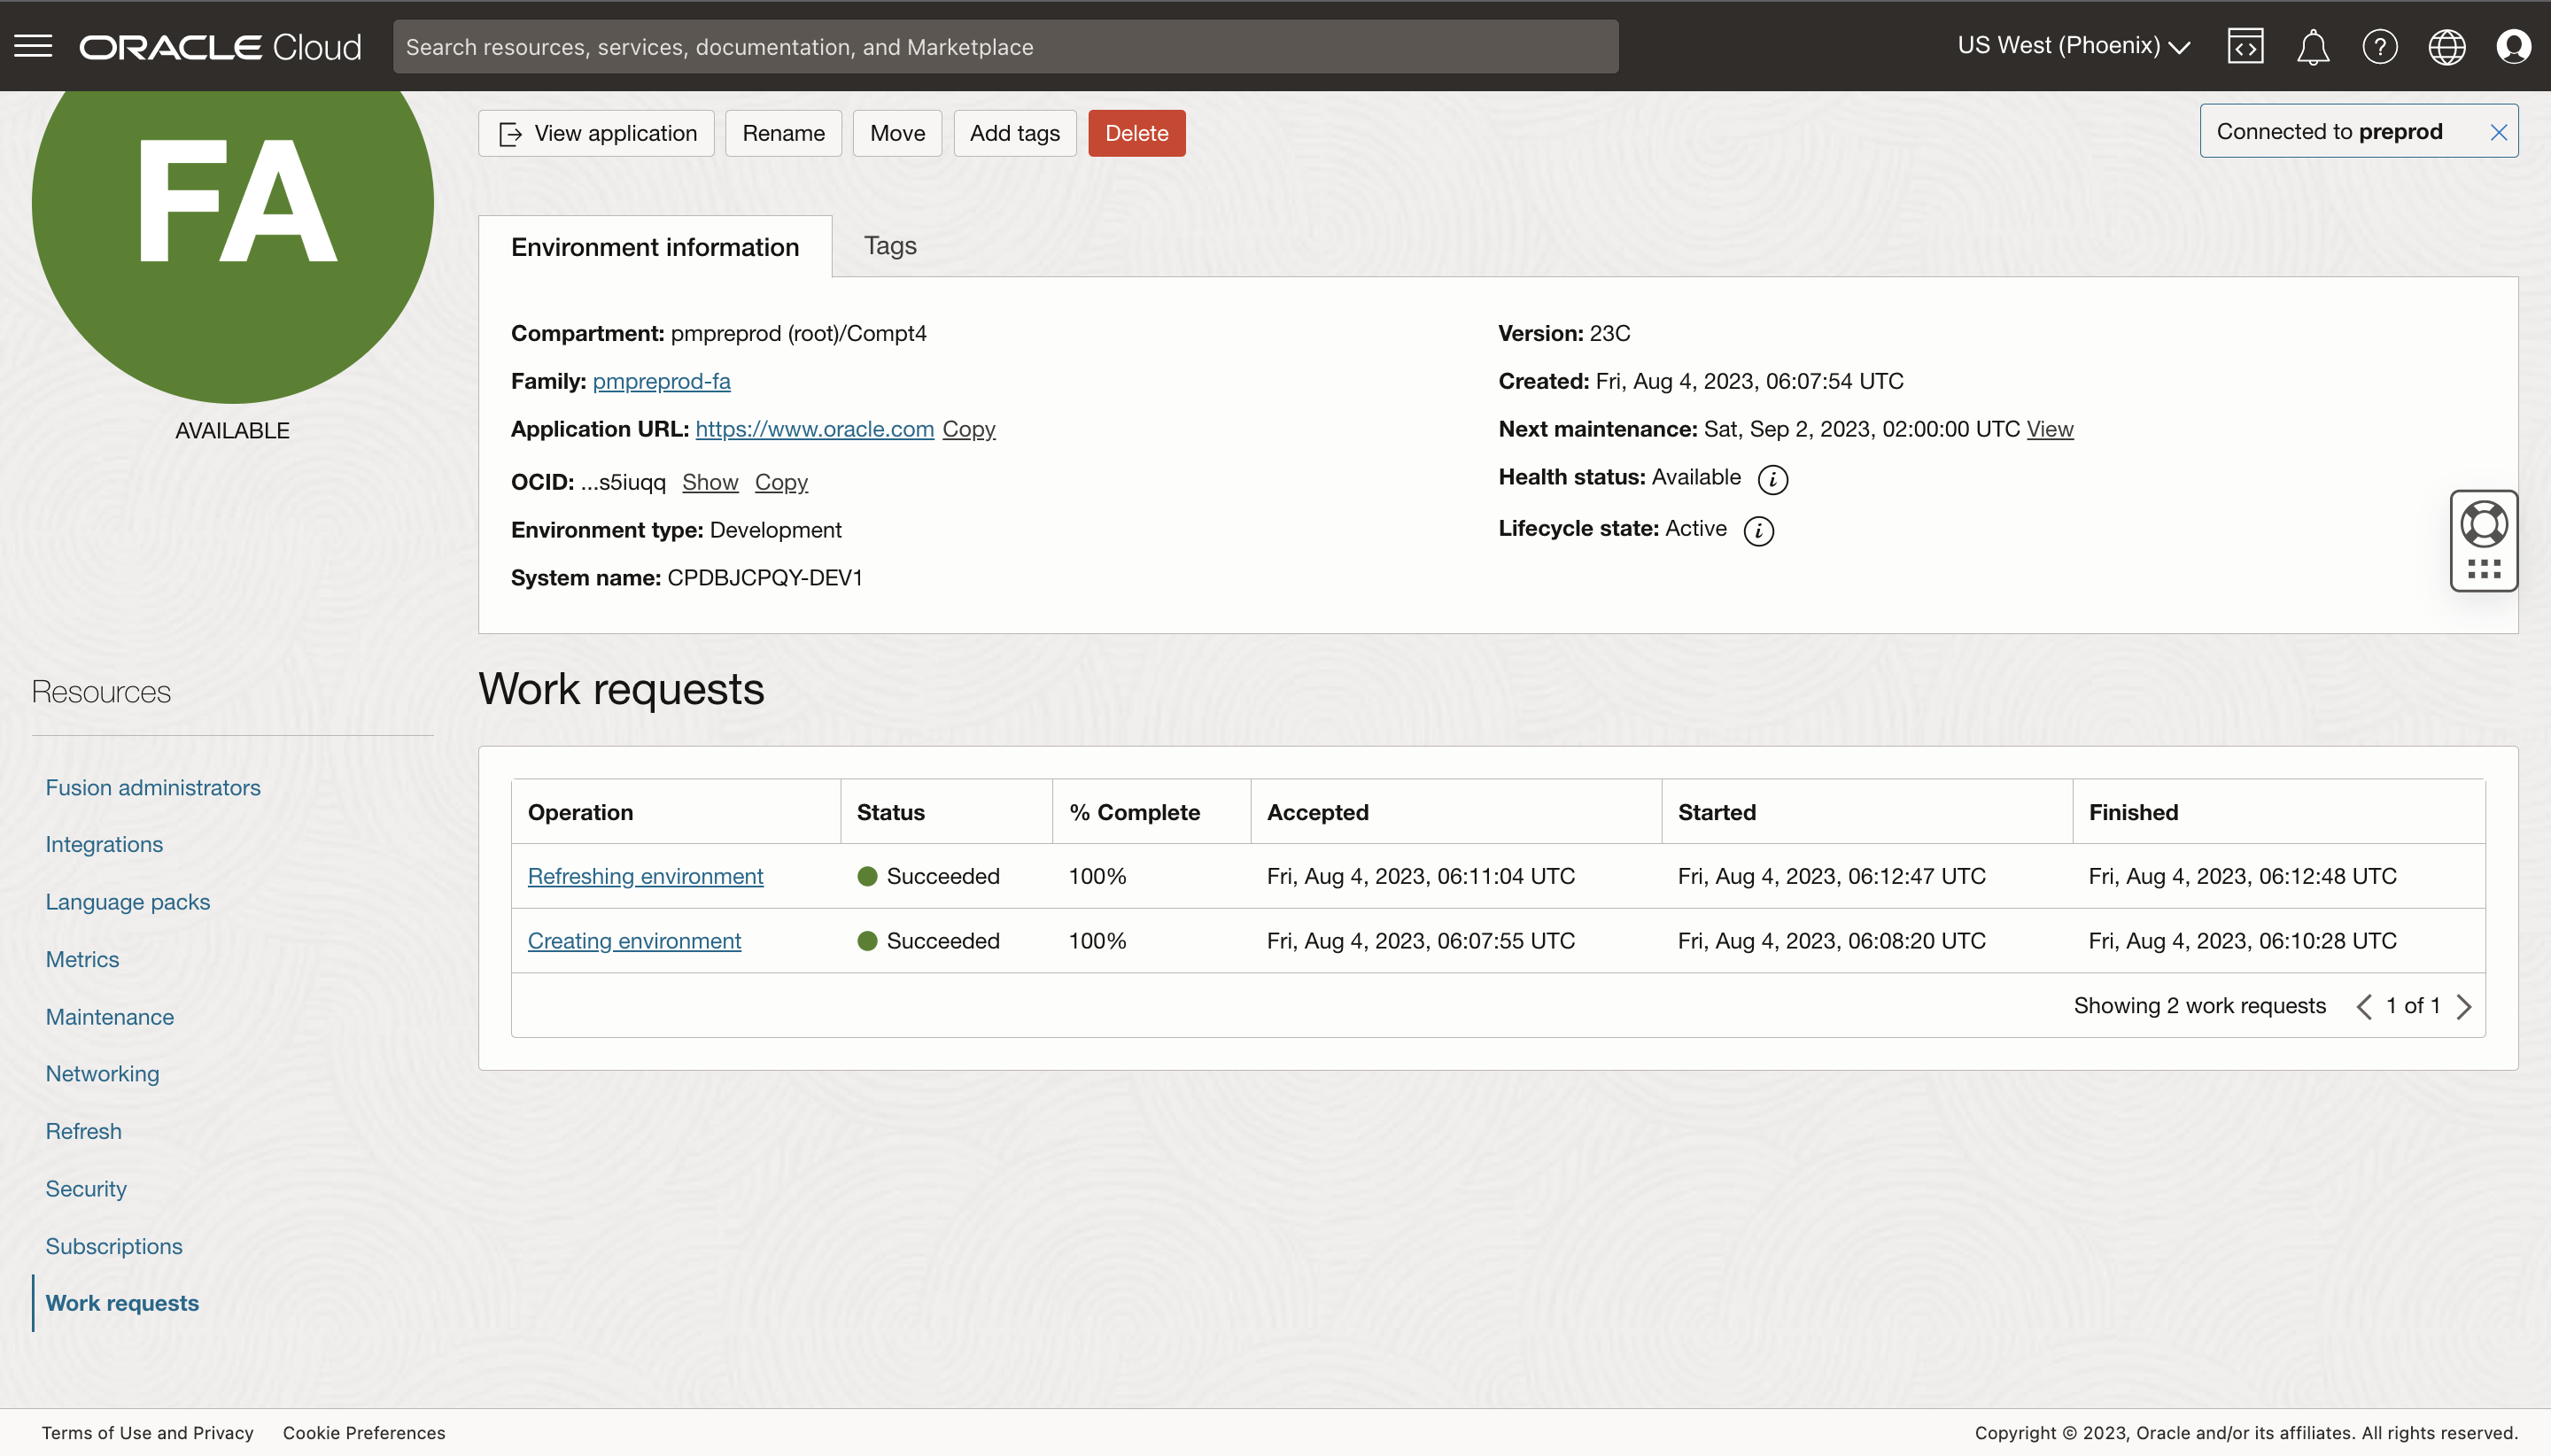 ORACLE Cloud
Search resources, services, documentation, and Marketplace
US West (Phoenix)
FA
AVAILABLE
View application
Rename
Move
Add tags
Delete
Connected to preprod
Environment information
Tags
Compartment: pmpreprod (root)/Compt4
Family: pmpreprod-fa
Application URL: https://www.oracle.com Copy
OCID: ...s5iuqq Show Copy
Environment type: Development
System name: CPDBJCPQY-DEV1
Version: 23C
Created: Fri, Aug 4, 2023, 06:07:54 UTC
Next maintenance: Sat, Sep 2, 2023, 02:00:00 UTC View
Health status: Available
Lifecycle state: Active
Resources
Fusion administrators
Integrations
Language packs
Metrics
Maintenance
Networking
Refresh
Security
Subscriptions
Work requests
Work requests
Operation Status % Complete Accepted Started Finished
Refreshing environment Succeeded 100% Fri, Aug 4, 2023, 06:11:04 UTC Fri, Aug 4, 2023, 06:12:47 UTC Fri, Aug 4, 2023, 06:12:48 UTC
Creating environment Succeeded 100% Fri, Aug 4, 2023, 06:07:55 UTC Fri, Aug 4, 2023, 06:08:20 UTC Fri, Aug 4, 2023, 06:10:28 UTC
Showing 2 work requests 1 of 1
Terms of Use and Privacy Cookie Preferences
Copyright © 2023, Oracle and/or its affiliates. All rights reserved.